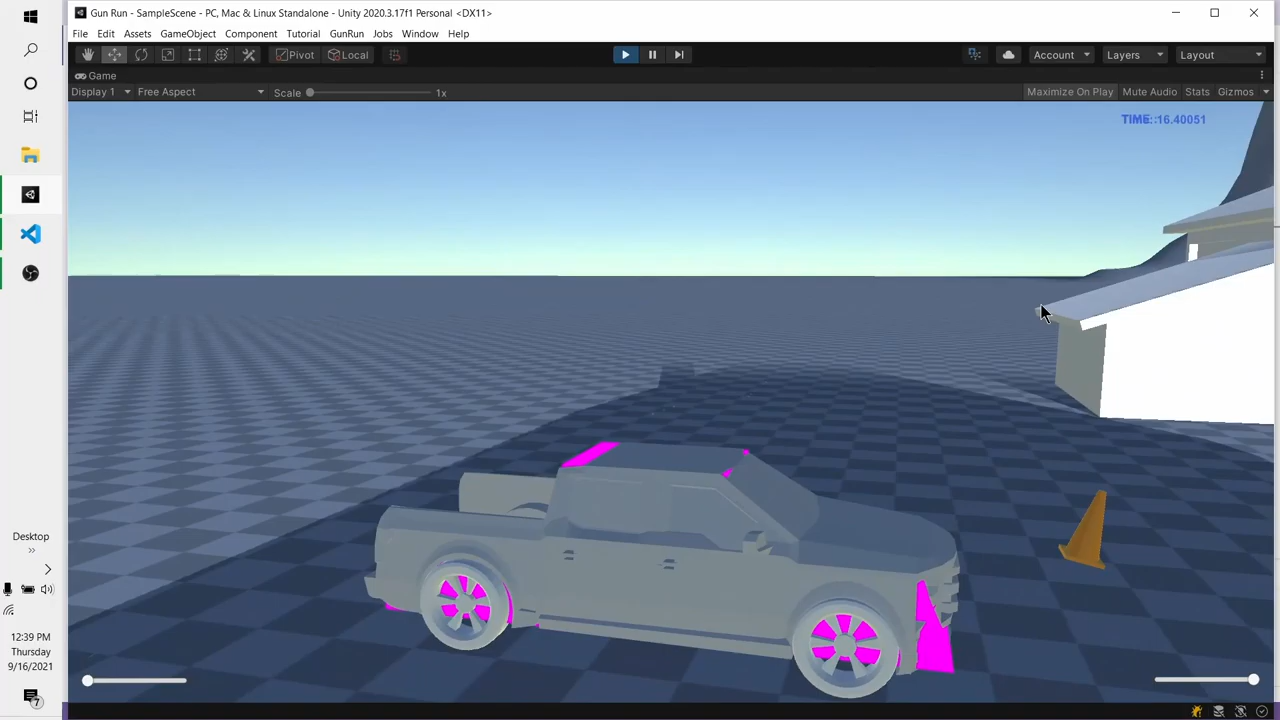 Gun Run - SampleScene - PC, Mac & Linux Standalone - Unity 2020.3.17f1 Personal <DX11>
File Edit Assets GameObject Component Tutorial GunRun Jobs Window Help
Pivot Local Account Layers Layout
Game
Display 1 Free Aspect Scale 1x Maximize On Play Mute Audio Stats Gizmos
TIME: :16.40051
Desktop
12:39 PM
Thursday
9/16/2021
7